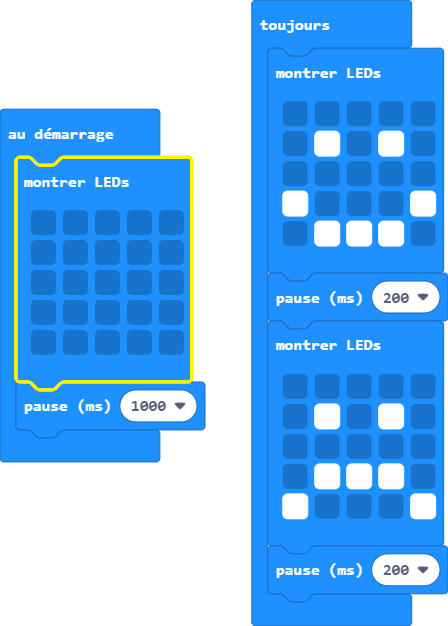 au démarrage
montrer LEDs
pause (ms) 1000
toujours
montrer LEDs
pause (ms) 200
montrer LEDs
pause (ms) 200